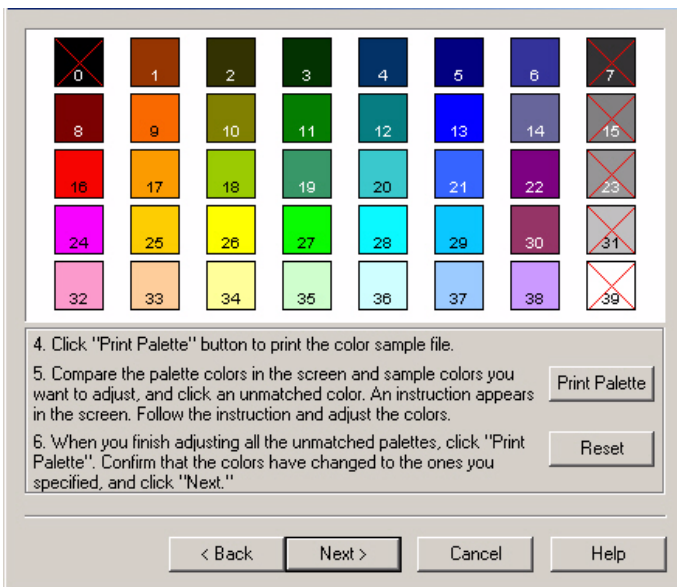 0 1 2 3 4 5 6 7
8 9 10 11 12 13 14 15
16 17 18 19 20 21 22 23
24 25 26 27 28 29 30 31
32 33 34 35 36 37 38 39
4. Click "Print Palette" button to print the color sample file.
5. Compare the palette colors in the screen and sample colors you
want to adjust, and click an unmatched color. An instruction appears
in the screen. Follow the instruction and adjust the colors.
Print Palette
6. When you finish adjusting all the unmatched palettes, click "Print
Palette". Confirm that the colors have changed to the ones you
specified, and click "Next."
Reset
< Back Next > Cancel Help